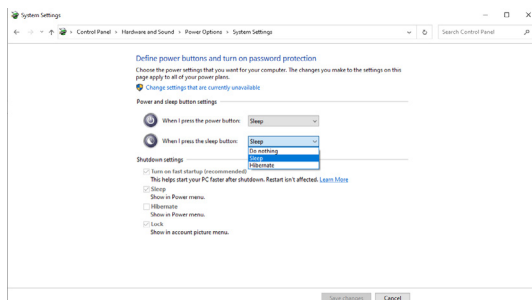 System Settings
Control Panel > Hardware and Sound > Power Options > System Settings
Search Control Panel
Define power buttons and turn on password protection
Choose the power settings that you want for your computer. The changes you make to the settings on this
page apply to all of your power plans.
Change settings that are currently unavailable
Power and sleep button settings
When I press the power button: Sleep
When I press the sleep button: Sleep
Do nothing
Sleep
Hibernate
Shutdown settings
Turn on fast startup (recommended)
This helps start your PC faster after shutdown. Restart isn't affected. Learn More
Sleep
Show in Power menu.
Hibernate
Show in Power menu.
Lock
Show in account picture menu.
Save changes Cancel